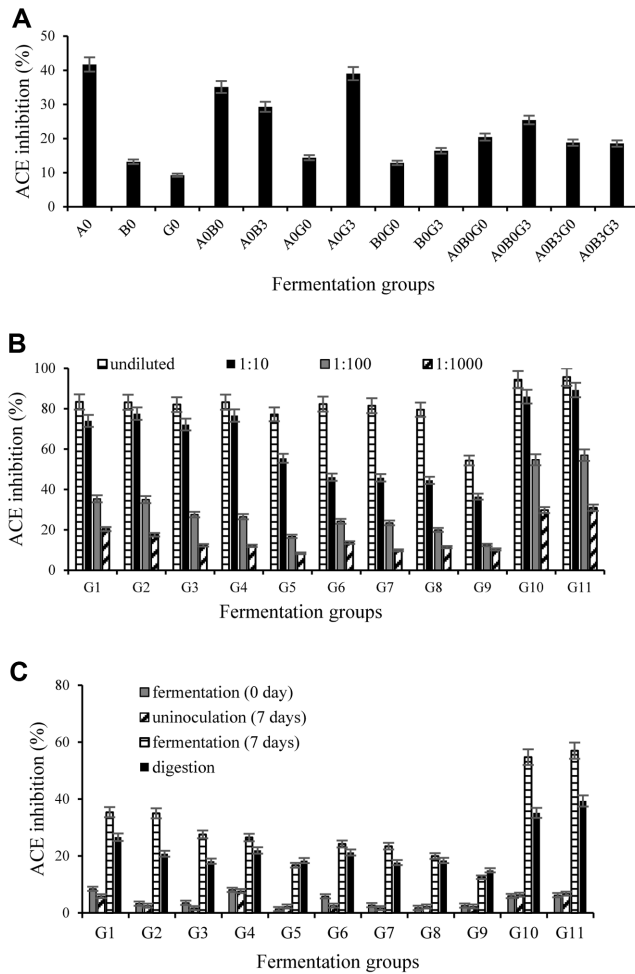 A
ACE inhibition (%)
50
40
30
20
10
0
A0 B0 G0 A0B0 A0B3 A0G0 A0G3 B0G0 B0G3 A0B0G0 A0B0G3 A0B3G0 A0B3G3
Fermentation groups
B
undiluted 1:10 1:100 1:1000
ACE inhibition (%)
100
80
60
40
20
0
G1 G2 G3 G4 G5 G6 G7 G8 G9 G10 G11
Fermentation groups
C
fermentation (0 day)
uninoculation (7 days)
fermentation (7 days)
digestion
ACE inhibition (%)
80
60
40
20
0
G1 G2 G3 G4 G5 G6 G7 G8 G9 G10 G11
Fermentation groups